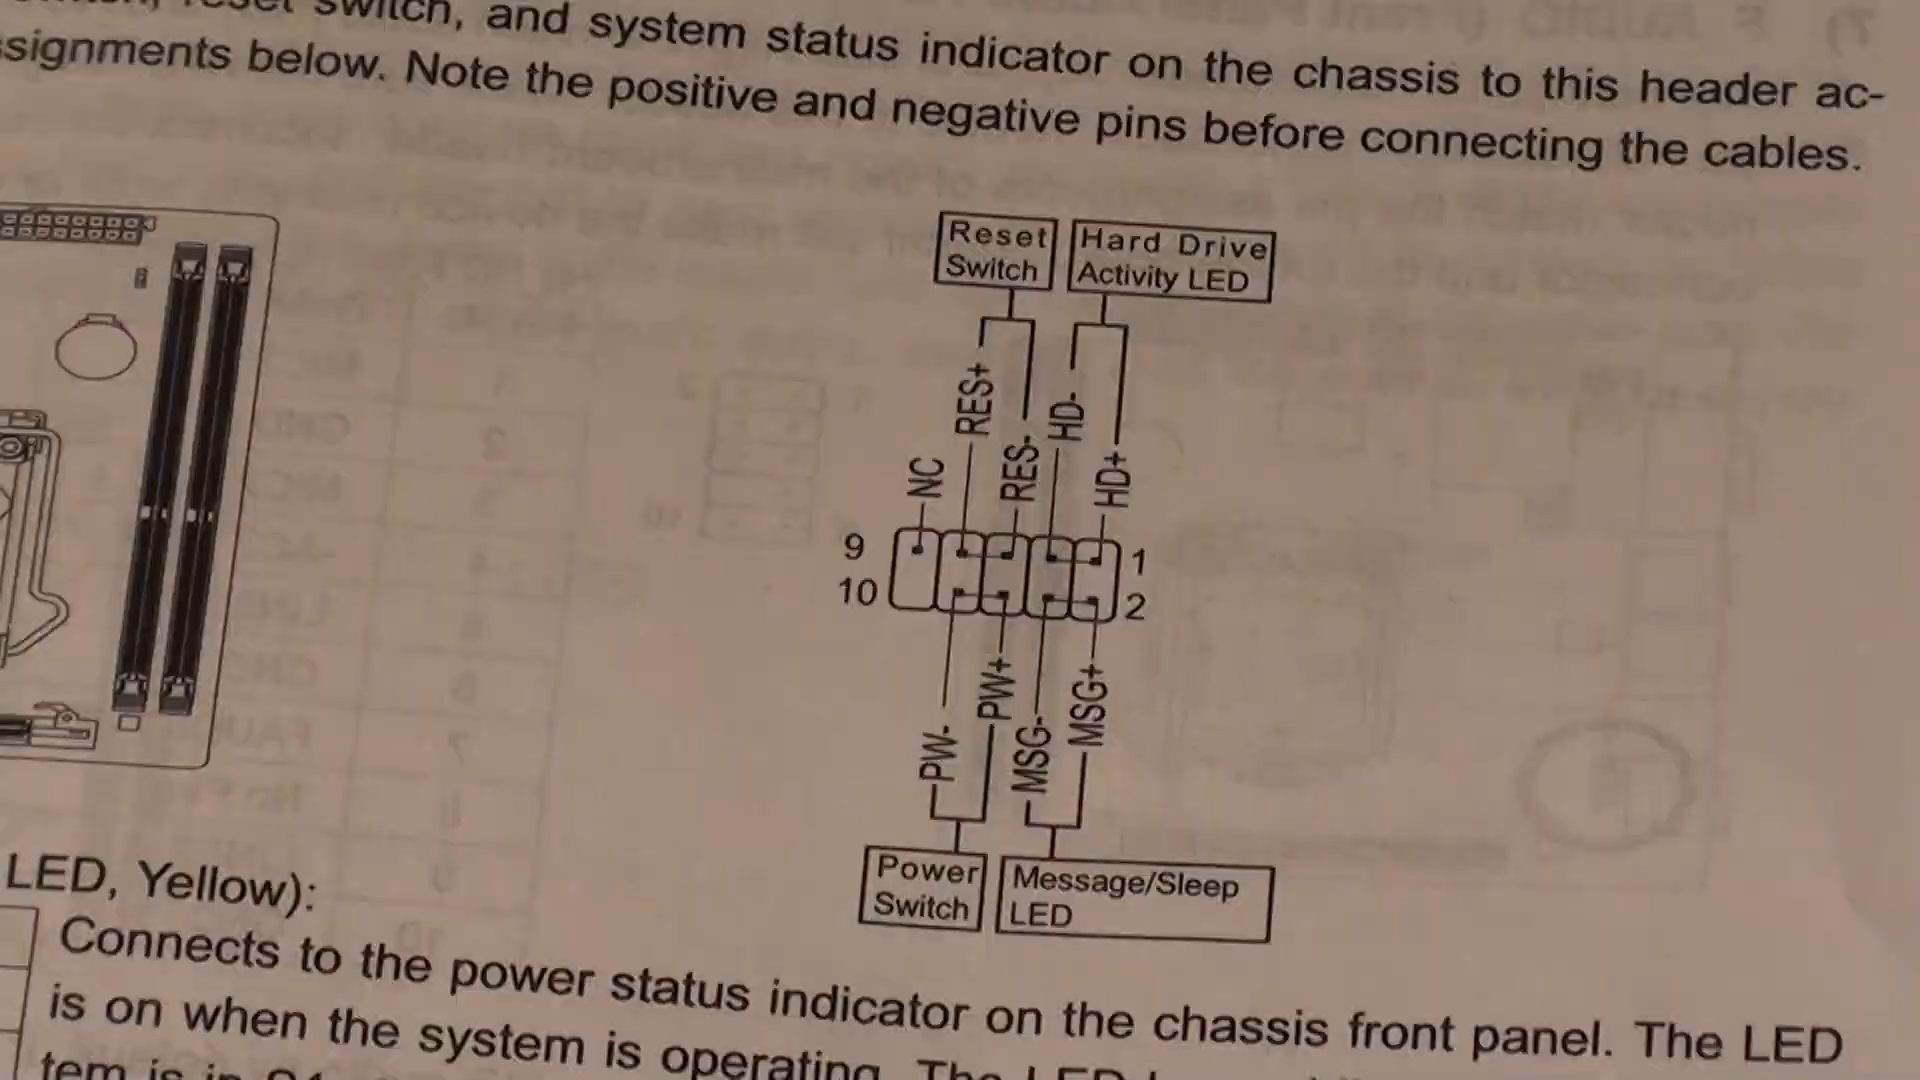 switch, and system status indicator on the chassis to this header ac-
signments below. Note the positive and negative pins before connecting the cables.
Reset
Switch
Hard Drive
Activity LED
NC
RES+
RES-
HD-
HD+
9
1
10
2
PW-
PW+
MSG-
MSG+
Power
Switch
Message/Sleep
LED
LED, Yellow):
Connects to the power status indicator on the chassis front panel. The LED
is on when the system is operating. The LED